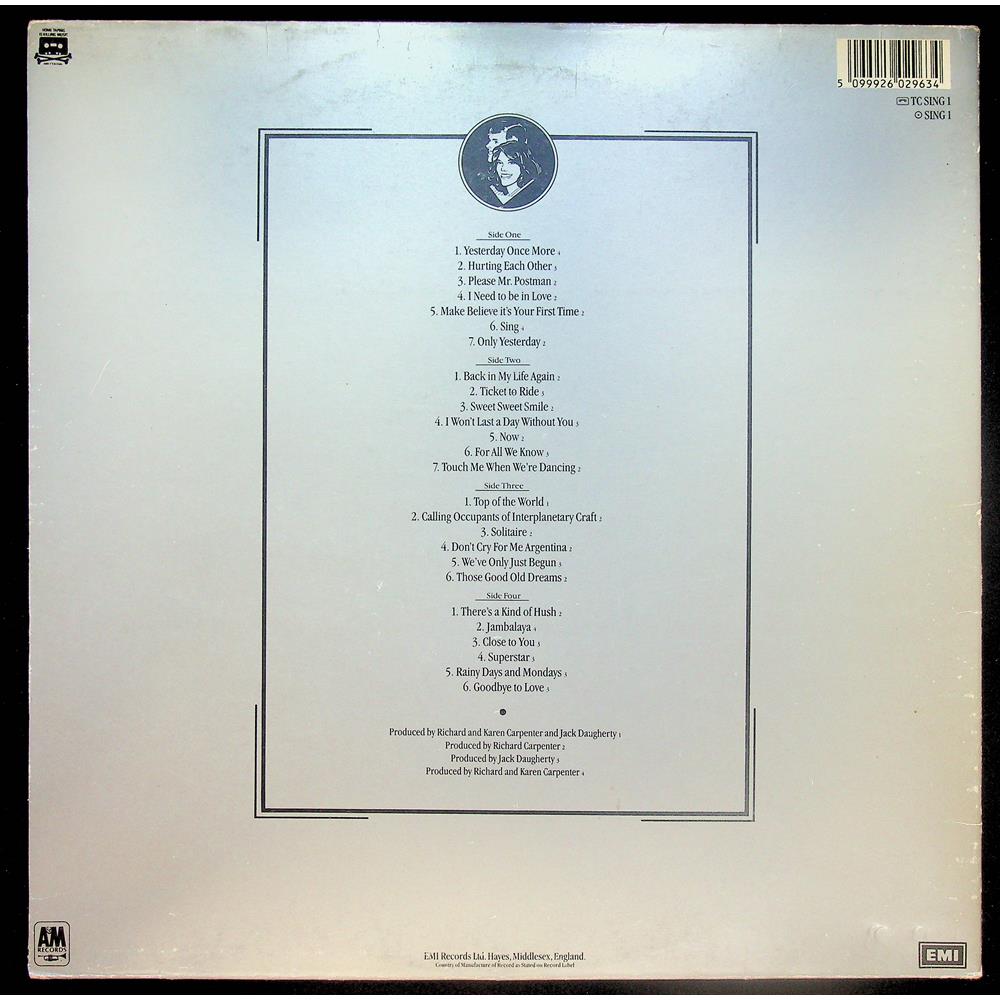 HOME TAPING
IS KILLING MUSIC
5 099926 029634
TC SING 1
SING 1
Side One
1. Yesterday Once More 4
2. Hurting Each Other 3
3. Please Mr. Postman 2
4. I Need to be in Love 2
5. Make Believe it's Your First Time 2
6. Sing 4
7. Only Yesterday 2
Side Two
1. Back in My Life Again 2
2. Ticket to Ride 3
3. Sweet Sweet Smile 2
4. I Won't Last a Day Without You 3
5. Now 2
6. For All We Know 3
7. Touch Me When We're Dancing 2
Side Three
1. Top of the World 1
2. Calling Occupants of Interplanetary Craft 2
3. Solitaire 2
4. Don't Cry For Me Argentina 2
5. We've Only Just Begun 3
6. Those Good Old Dreams 2
Side Four
1. There's a Kind of Hush 2
2. Jambalaya 4
3. Close to You 3
4. Superstar 3
5. Rainy Days and Mondays 3
6. Goodbye to Love 3
Produced by Richard and Karen Carpenter and Jack Daugherty 1
Produced by Richard Carpenter 2
Produced by Jack Daugherty 3
Produced by Richard and Karen Carpenter 4
A&M
RECORDS
EMI Records Ltd. Hayes, Middlesex, England.
Country of Manufacture of Record as Stated on Record Label
EMI